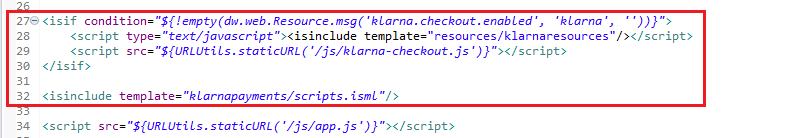 26
27 <isif condition="${!empty(dw.web.Resource.msg('klarna.checkout.enabled', 'klarna', ''))}">
28 <script type="text/javascript"><isinclude template="resources/klarnaresources"/></script>
29 <script src="${URLUtils.staticURL('/js/klarna-checkout.js')}"></script>
30 </isif>
31
32 <isinclude template="klarnapayments/scripts.isml"/>
33
34 <script src="${URLUtils.staticURL('/js/app.js')}"></script>